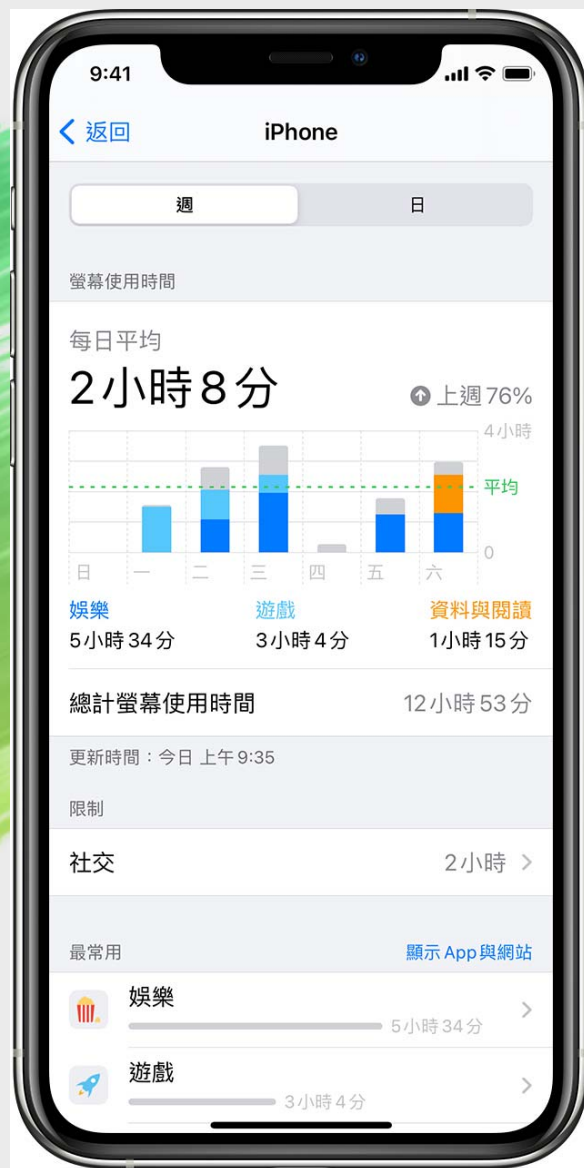 9:41
返回
iPhone
週 日
螢幕使用時間
每日平均
2小時8分
上週76%
4小時
平均
0
日 一 二 三 四 五 六
娛樂 遊戲 資料與閱讀
5小時34分 3小時4分 1小時15分
總計螢幕使用時間 12小時53分
更新時間：今日 上午9:35
限制
社交 2小時
最常用 顯示App與網站
娛樂
5小時34分
遊戲
3小時4分